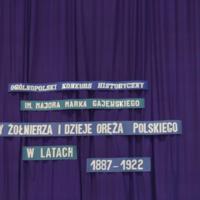 OGÓLNOPOLSKI KONKURS HISTORYCZNY
IM. MAJORA MARKA GAJEWSKIEGO
Y ŻOŁNIERZA I DZIEJE ORĘŻA POLSKIEGO
W LATACH
1887-1922